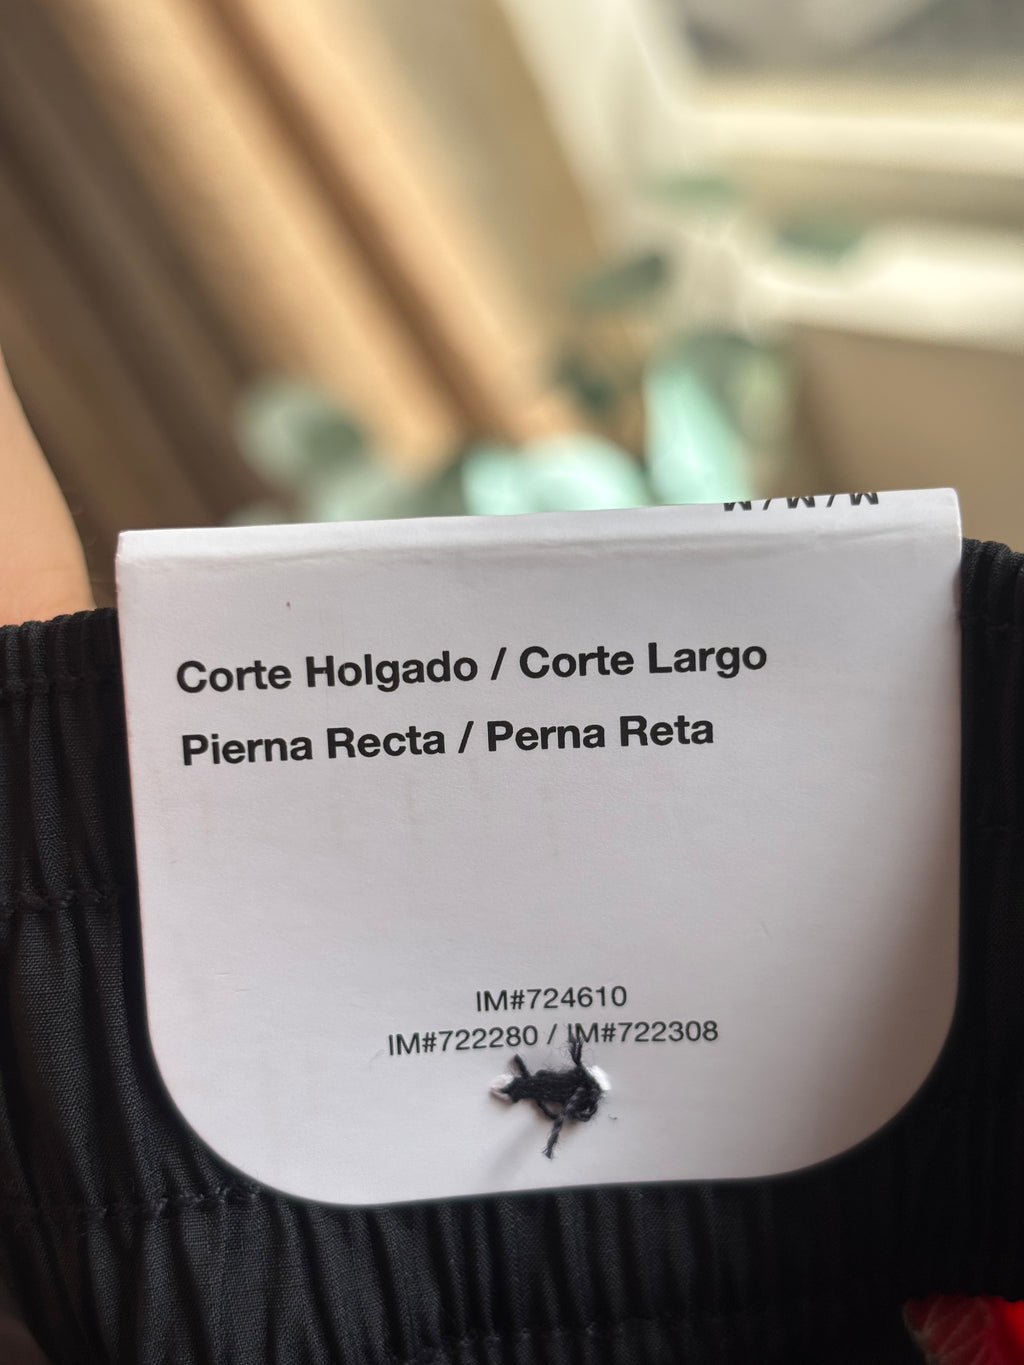 M / M / M
Corte Holgado / Corte Largo
Pierna Recta / Perna Reta
IM#724610
IM#722280 / IM#722308